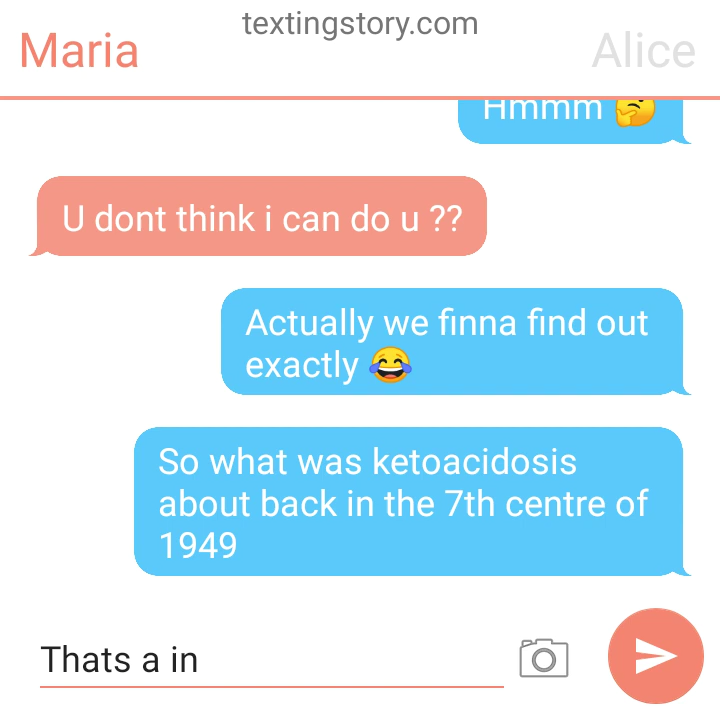 textingstory.com
Maria
Alice
Hmmm 🤔
U dont think i can do u ??
Actually we finna find out
exactly 😂
So what was ketoacidosis
about back in the 7th centre of
1949
Thats a in